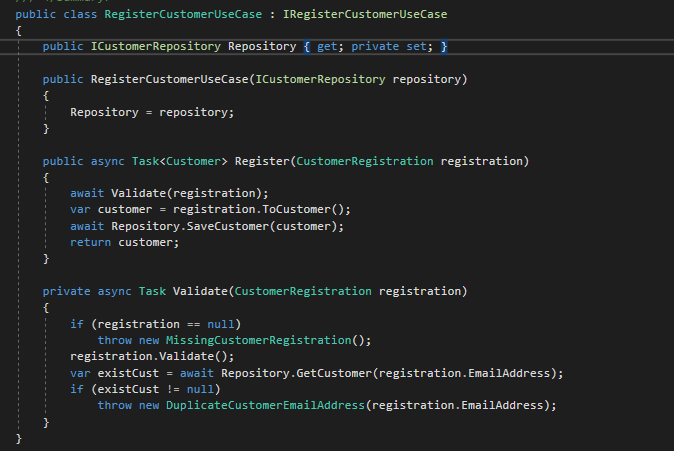 public class RegisterCustomerUseCase : IRegisterCustomerUseCase
{
    public ICustomerRepository Repository { get; private set; }
    public RegisterCustomerUseCase(ICustomerRepository repository)
    {
        Repository = repository;
    }
    public async Task<Customer> Register(CustomerRegistration registration)
    {
        await Validate(registration);
        var customer = registration.ToCustomer();
        await Repository.SaveCustomer(customer);
        return customer;
    }
    private async Task Validate(CustomerRegistration registration)
    {
        if (registration == null)
            throw new MissingCustomerRegistration();
        registration.Validate();
        var existCust = await Repository.GetCustomer(registration.EmailAddress);
        if (existCust != null)
            throw new DuplicateCustomerEmailAddress(registration.EmailAddress);
    }
}